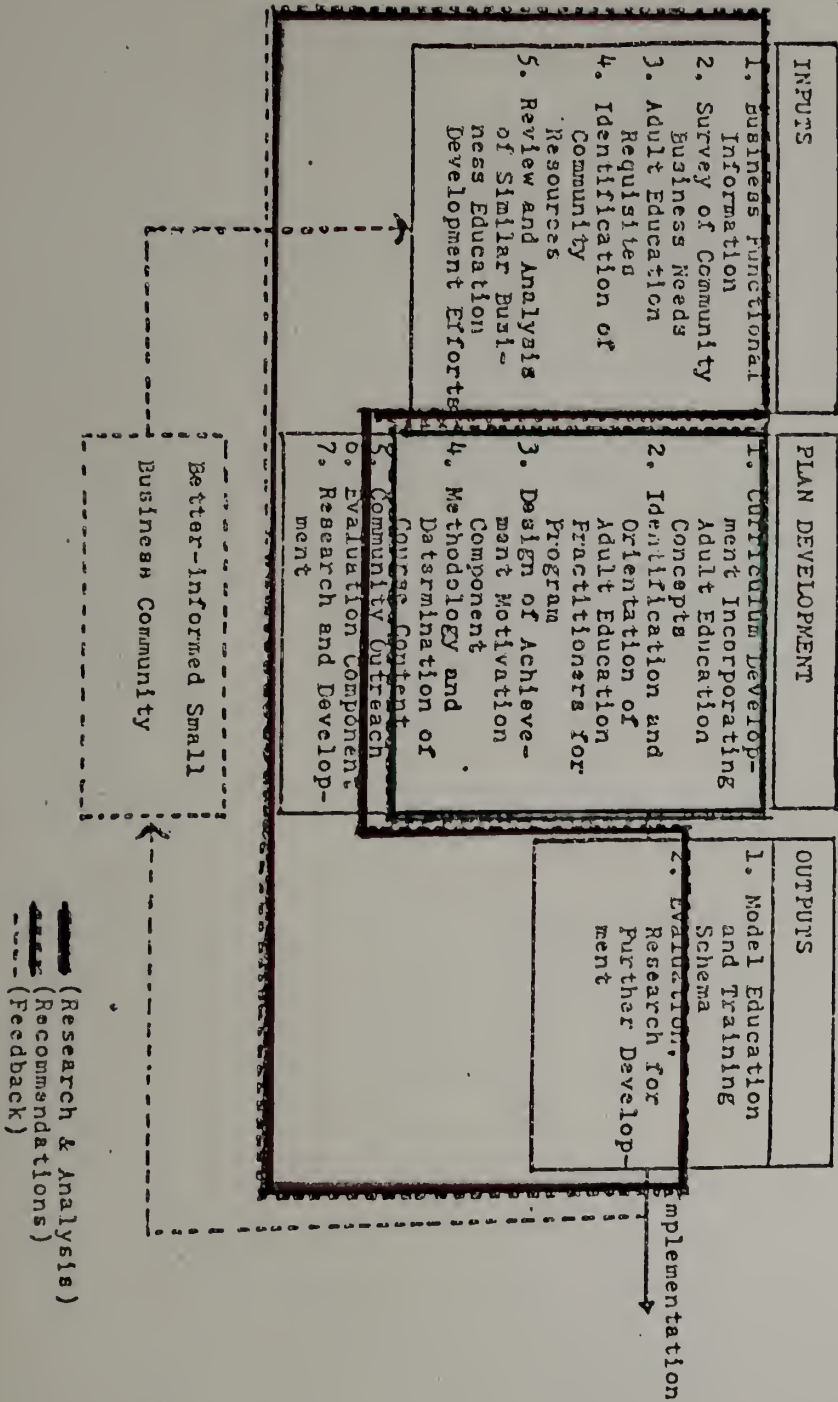 INPUTS
1. Business Functional
Information
2. Survey of Community
Business Needs
3. Adult Education
Requisites
4. Identification of
Community
Resources
5. Review and Analysis
of Similar Busi-
ness Education
Development Efforts
PLAN DEVELOPMENT
1. Curriculum Develop-
ment Incorporating
Adult Education
Concepts
2. Identification and
Orientation of
Adult Education
Practitioners for
Program
3. Design of Achieve-
ment Motivation
Component
4. Methodology and
Datermination of
Course Content
5. Community Outreach
6. Evaluation Component
7. Research and Develop-
ment
OUTPUTS
1. Model Education
and Training
Schema
2. Evaluation,
Research for
Further Develop-
ment
mplementation
Better-informed Small
Business Community
(Research & Analysis)
(Recommendations)
(Feedback)